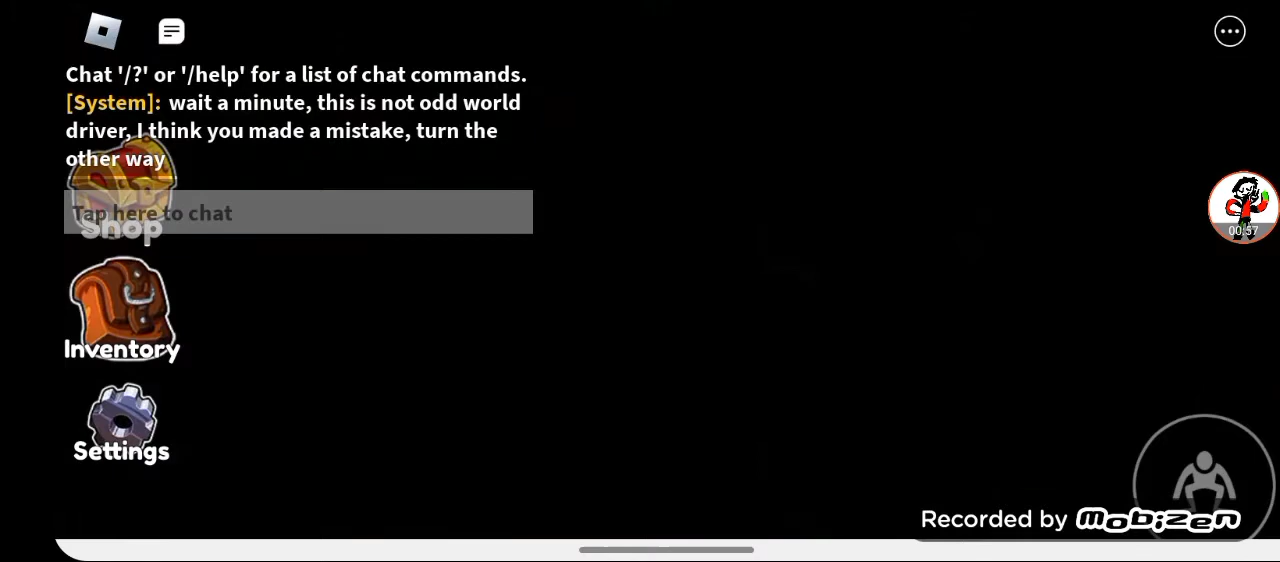 Chat '/?' or '/help' for a list of chat commands.
[System]: wait a minute, this is not odd world
driver, I think you made a mistake, turn the
other way
Tap here to chat
Shop
00:57
Inventory
Settings
Recorded by Mobizen